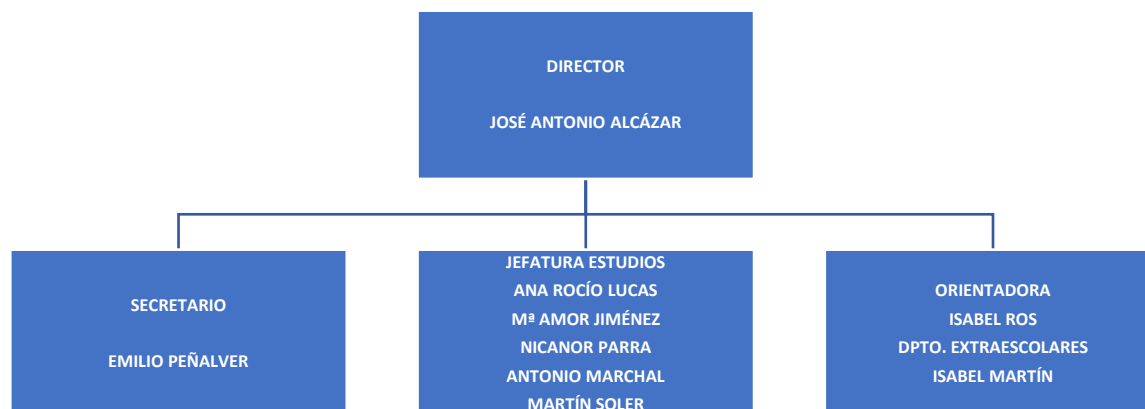 DIRECTOR
JOSÉ ANTONIO ALCÁZAR
SECRETARIO
EMILIO PEÑALVER
JEFATURA ESTUDIOS
ANA ROCÍO LUCAS
Mª AMOR JIMÉNEZ
NICANOR PARRA
ANTONIO MARCHAL
MARTÍN SOLER
ORIENTADORA
ISABEL ROS
DPTO. EXTRAESCOLARES
ISABEL MARTÍN